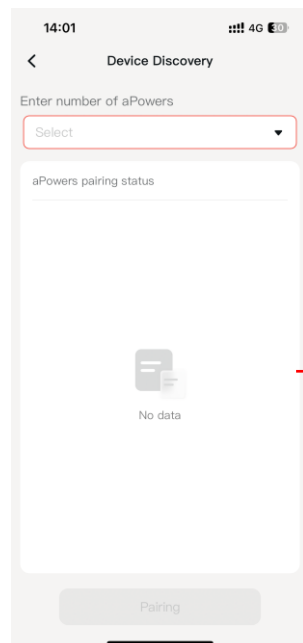 14:01
4G 30
Device Discovery
Enter number of aPowers
Select
aPowers pairing status
No data
Pairing